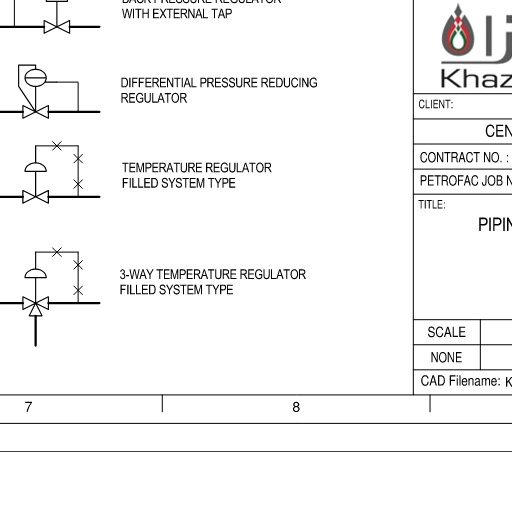 BACK PRESSURE REGULATOR
WITH EXTERNAL TAP
DIFFERENTIAL PRESSURE REDUCING
REGULATOR
TEMPERATURE REGULATOR
FILLED SYSTEM TYPE
3-WAY TEMPERATURE REGULATOR
FILLED SYSTEM TYPE
Khaz
CLIENT:
CEN
CONTRACT NO. :
PETROFAC JOB N
TITLE:
PIPIN
SCALE
NONE
CAD Filename: K
7
8